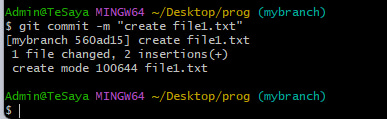 Admin@TeSaya MINGW64 ~/Desktop/prog (mybranch)
$ git commit -m "create file1.txt"
[mybranch 560ad15] create file1.txt
 1 file changed, 2 insertions(+)
 create mode 100644 file1.txt
Admin@TeSaya MINGW64 ~/Desktop/prog (mybranch)
$